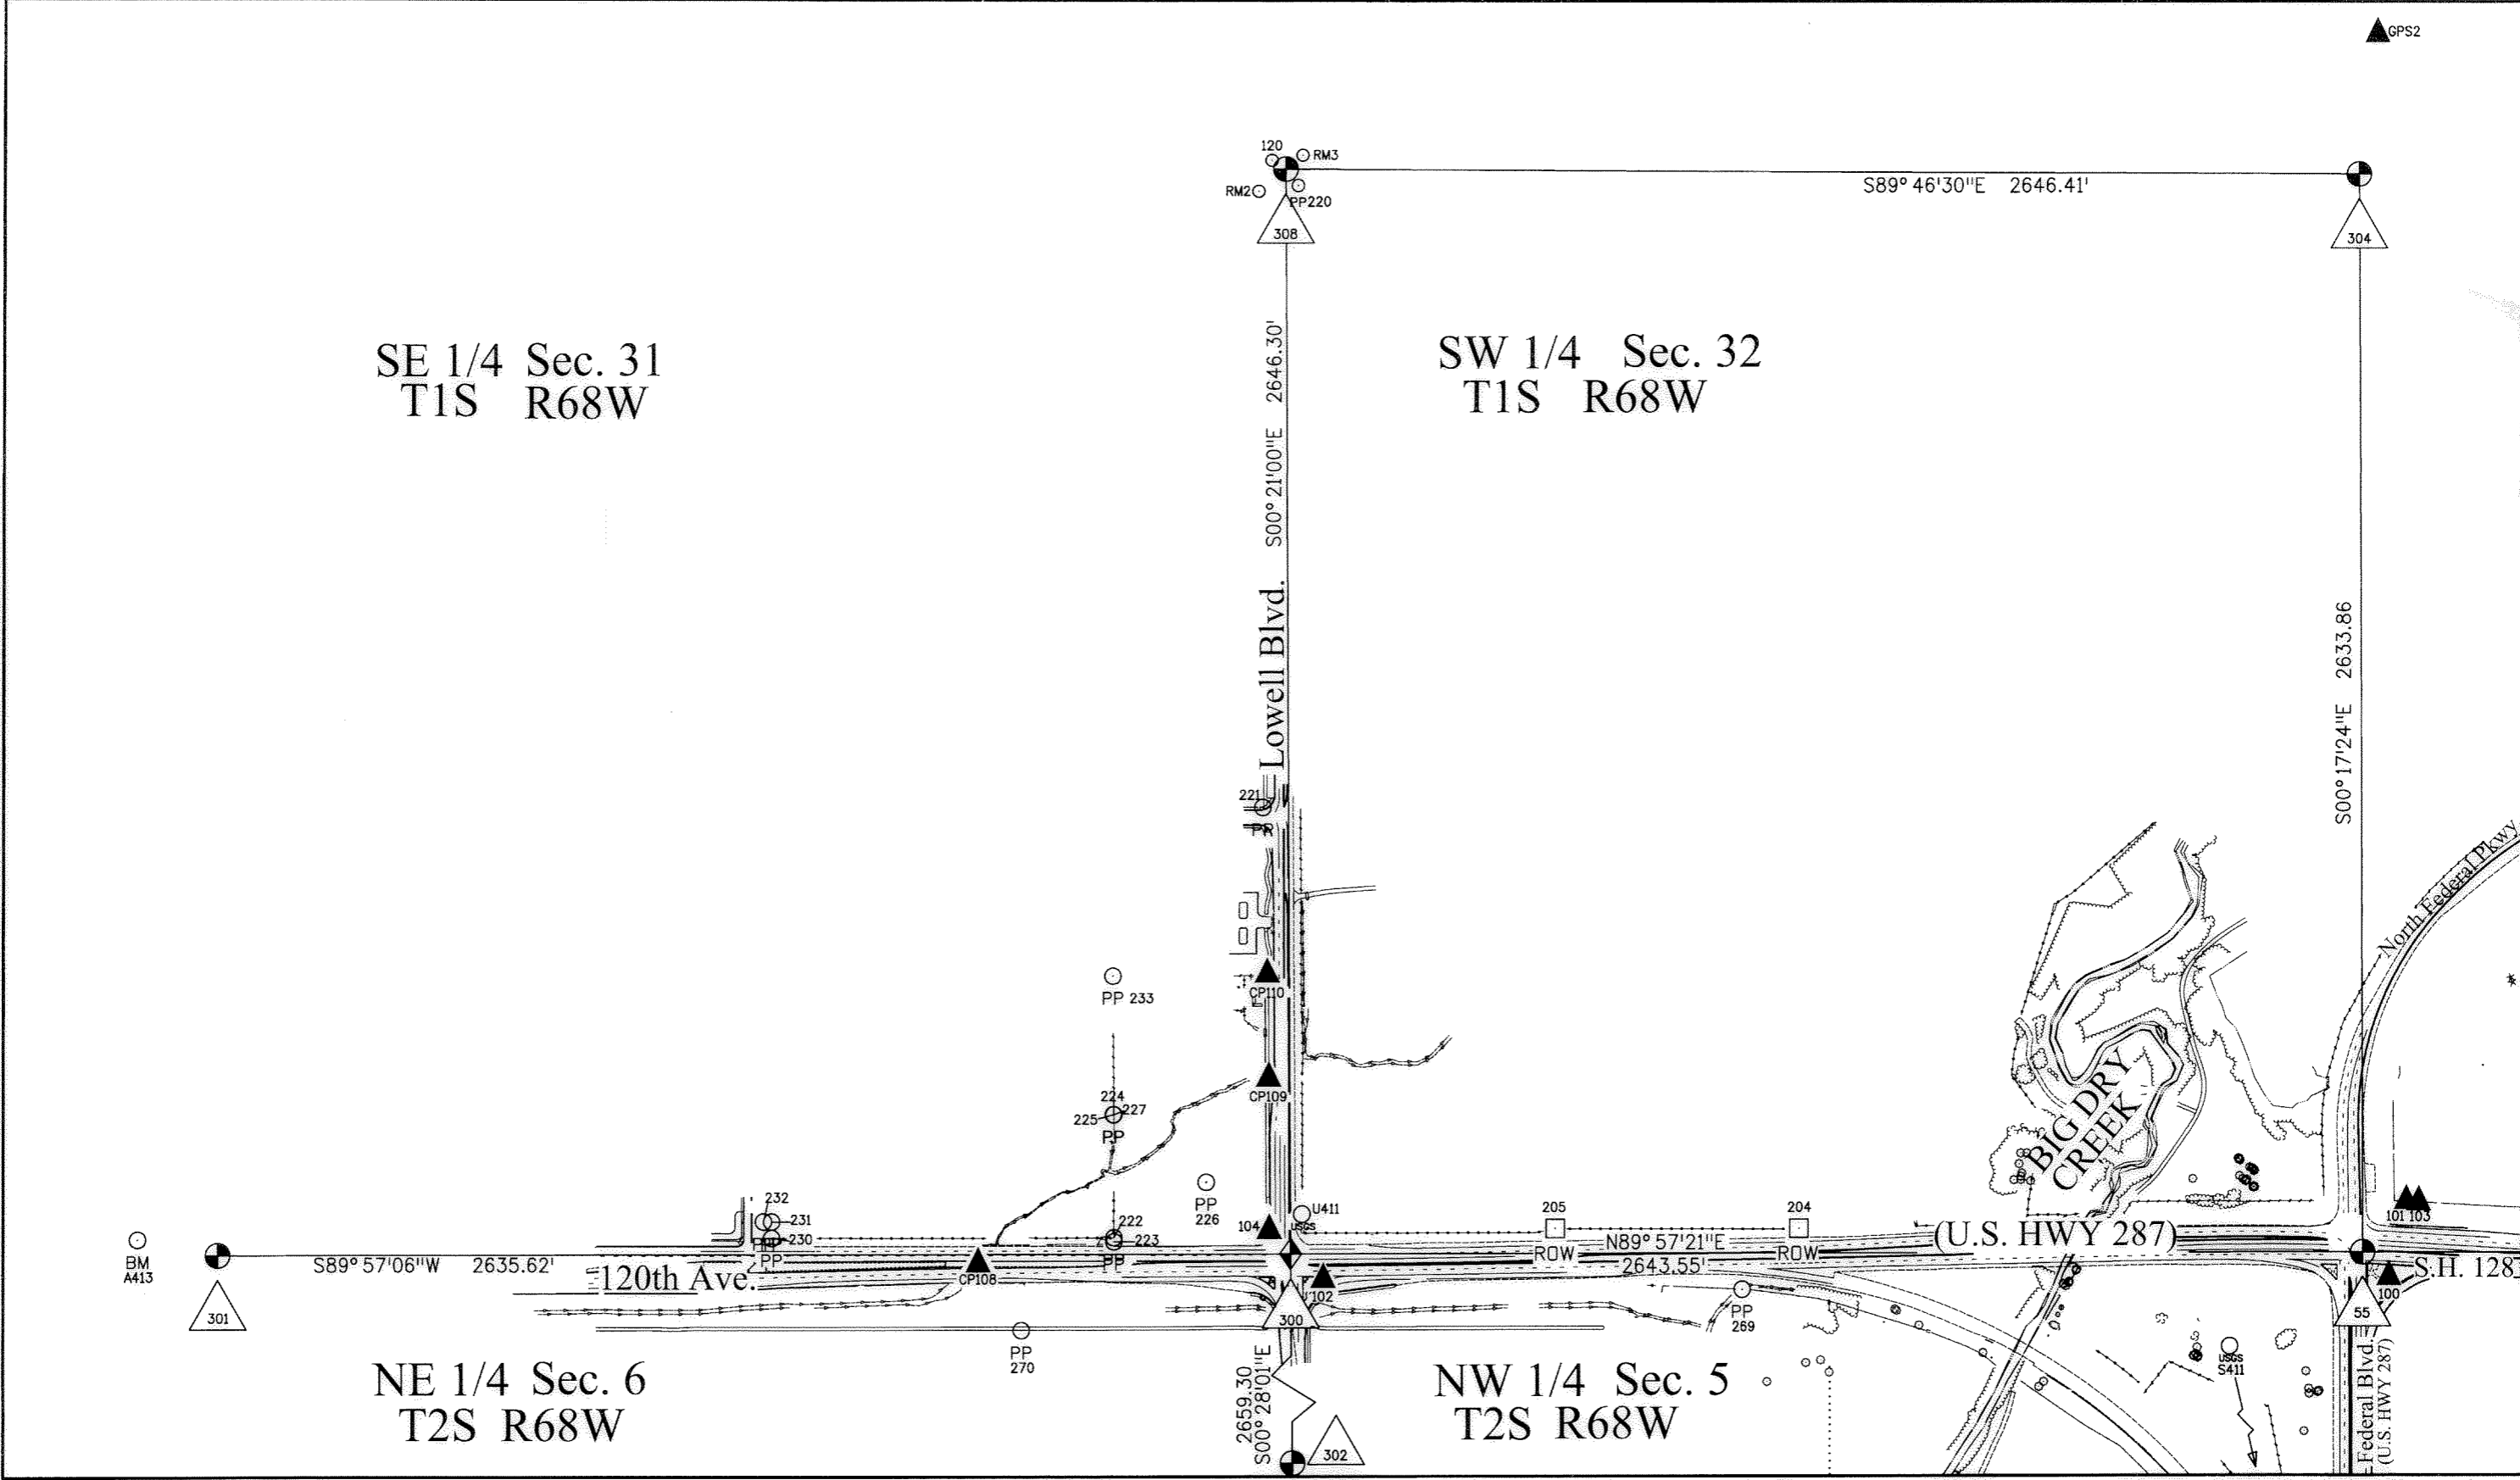 GPS2
120
RM3
RM2
PP220
308
S89°46'30"E 2646.41'
304
SE 1/4 Sec. 31
T1S R68W
SW 1/4 Sec. 32
T1S R68W
S00°21'00"E 2646.30'
Lowell Blvd.
S00°17'24"E 2633.86
North Federal Pkwy.
221
CP110
PP 233
CP109
224
225
227
PP
BIG DRY
CREEK
232
231
230
PP
222
223
PP
PP
226
104
U411
USGS
205
ROW
204
ROW
N89°57'21"E
2643.55'
(U.S. HWY 287)
101 103
BM
A413
S89°57'06"W 2635.62'
120th Ave.
CP108
102
S.H. 128
100
301
300
55
PP
270
PP
269
USGS
S411
NE 1/4 Sec. 6
T2S R68W
2659.30
S00°28'01"E
302
NW 1/4 Sec. 5
T2S R68W
Federal Blvd.
(U.S. HWY 287)